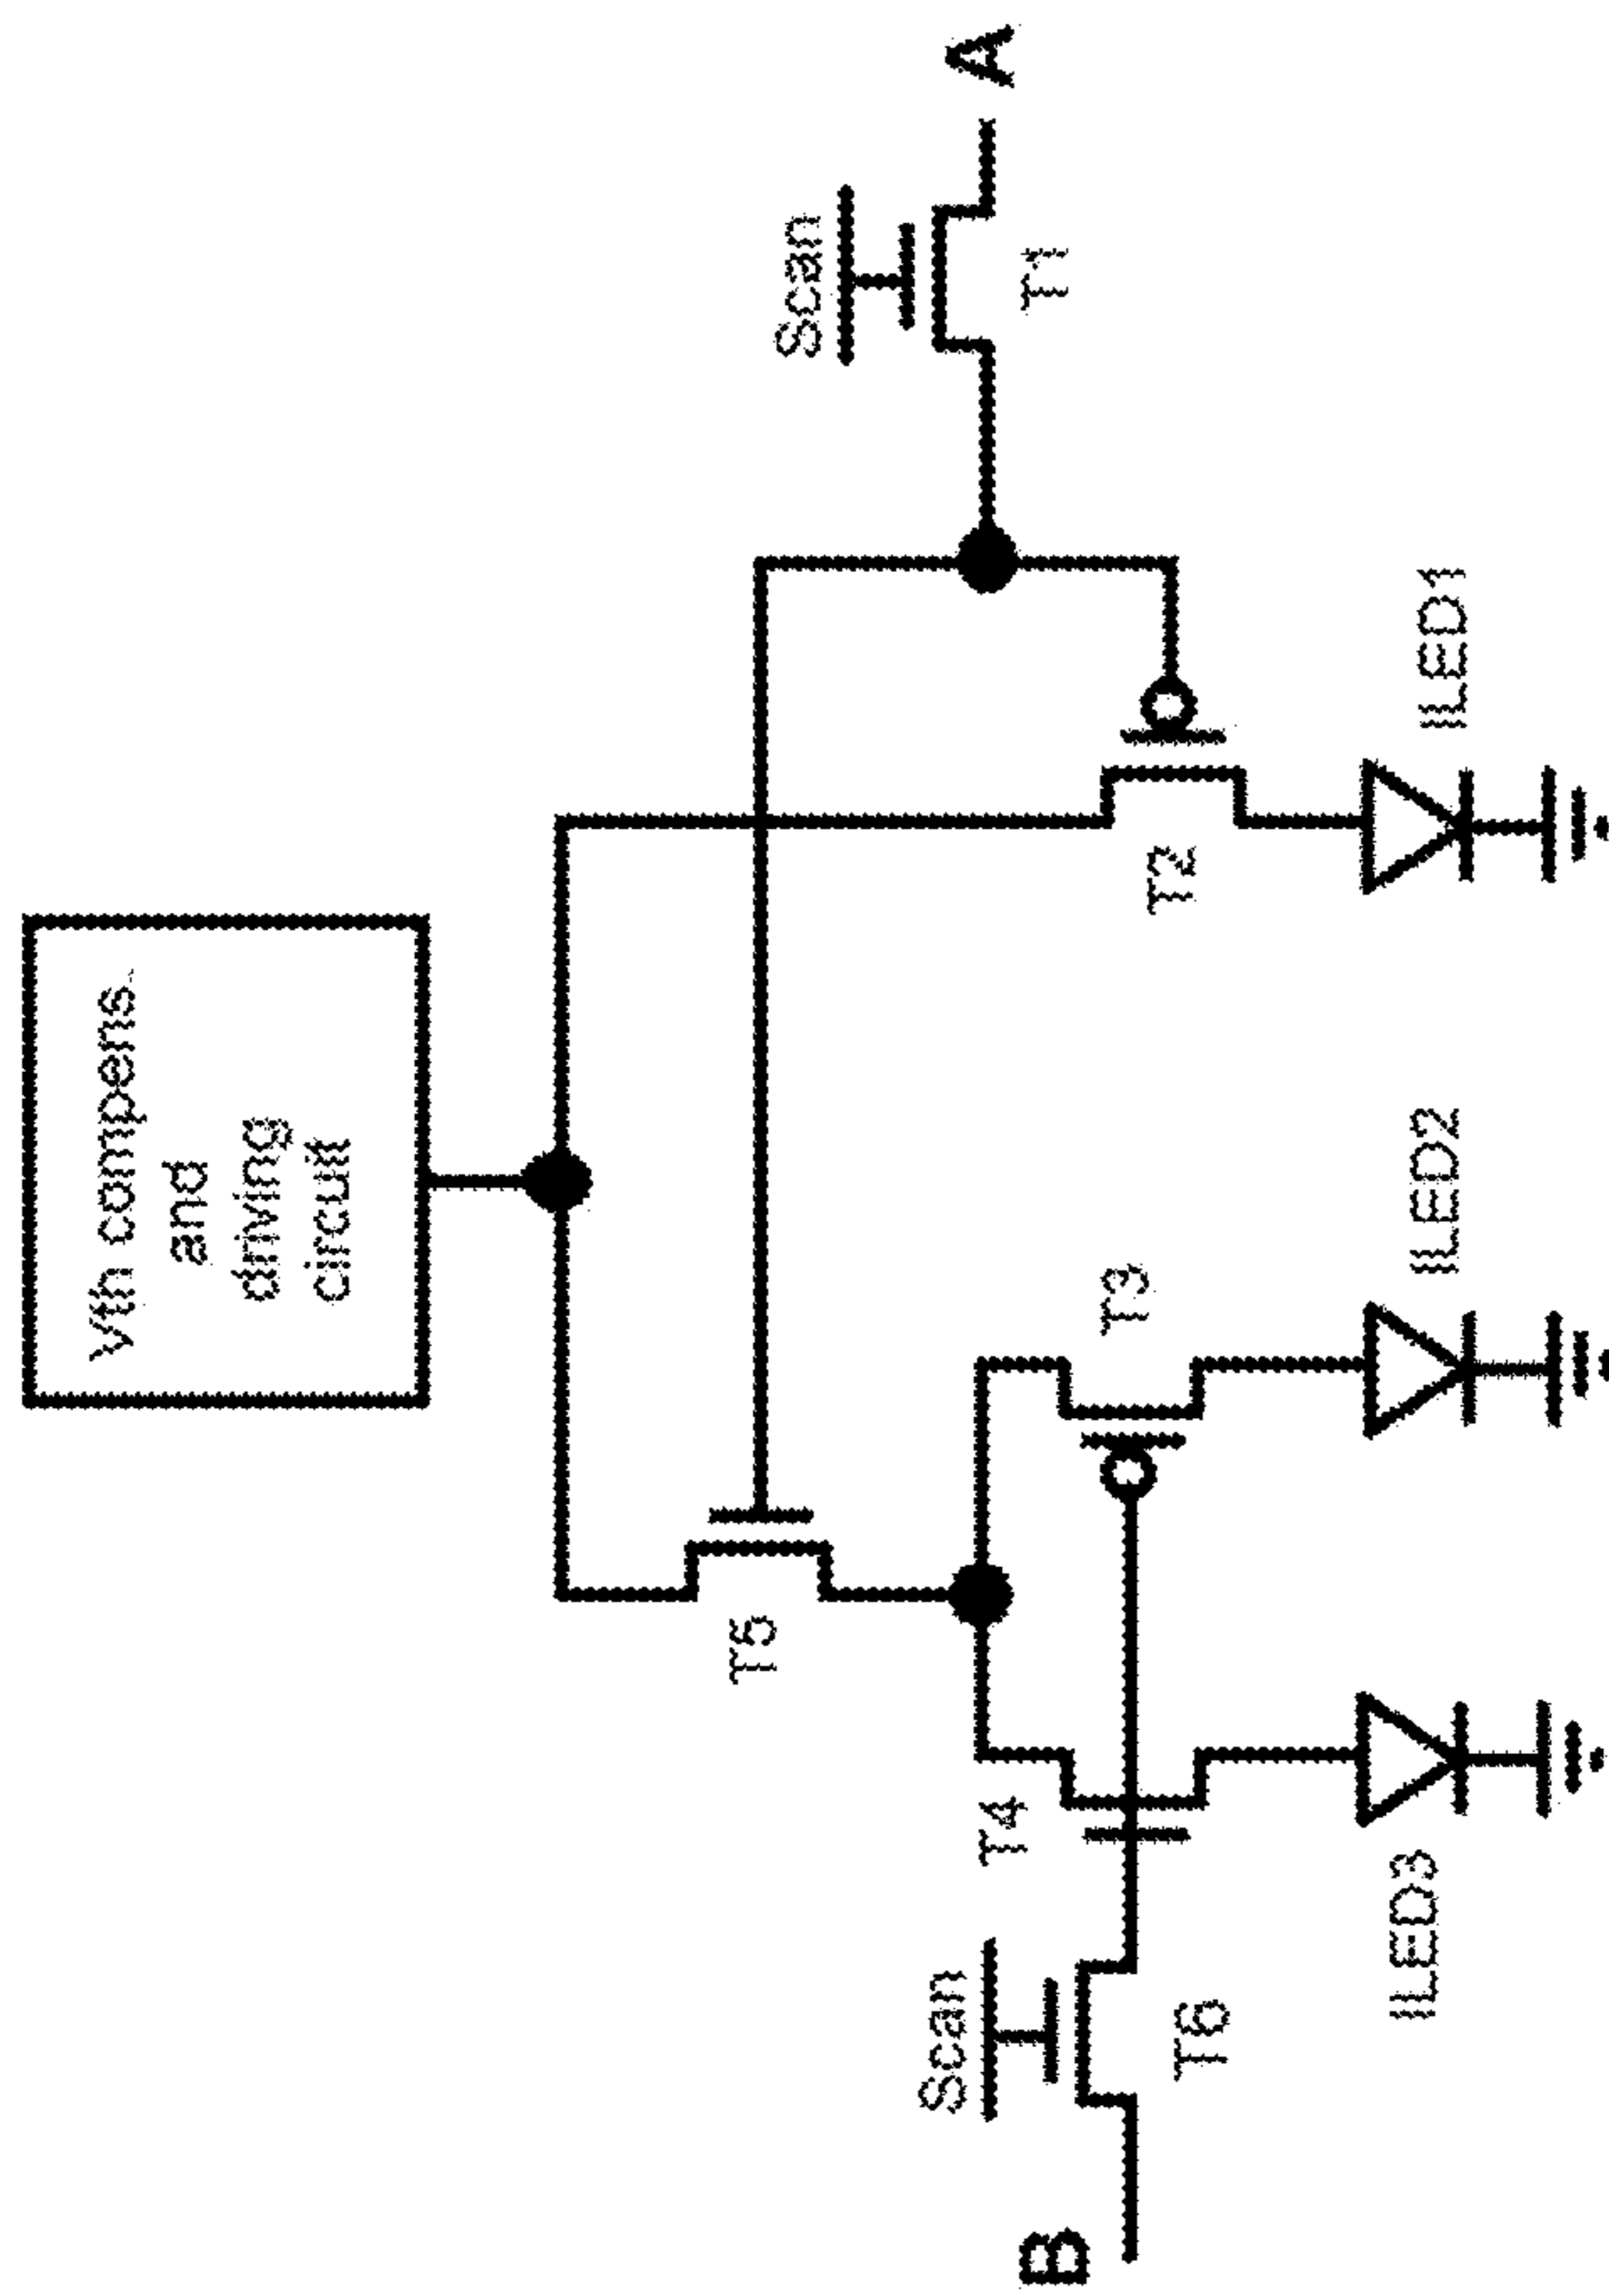 Vth compens.
and
driving
circuit
Scan
A
T1
T5
T2
ILED1
T3
ILED2
T4
ILED3
Scan
T6
B